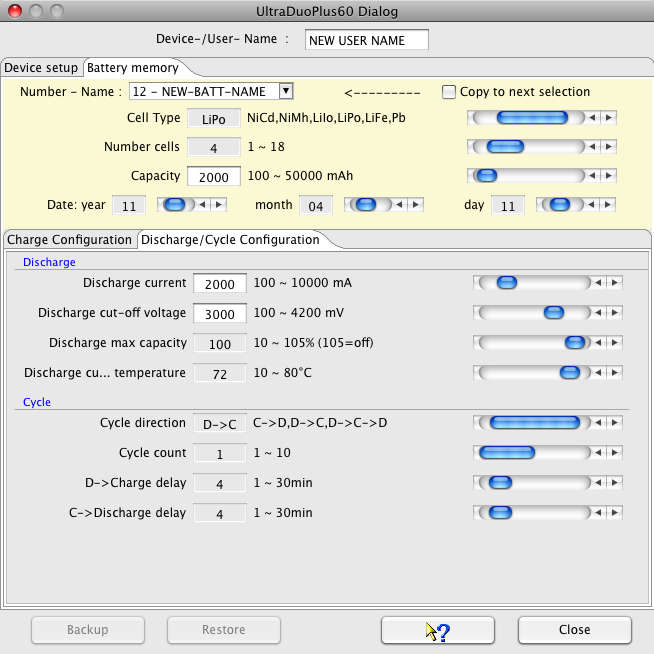 UltraDuoPlus60 Dialog
Device-/User- Name : NEW USER NAME
Device setup Battery memory
Number - Name : 12 - NEW-BATT-NAME <--------- Copy to next selection
Cell Type LiPo NiCd,NiMh,LiIo,LiPo,LiFe,Pb
Number cells 4 1 ~ 18
Capacity 2000 100 ~ 50000 mAh
Date: year 11 month 04 day 11
Charge Configuration Discharge/Cycle Configuration
Discharge
Discharge current 2000 100 ~ 10000 mA
Discharge cut-off voltage 3000 100 ~ 4200 mV
Discharge max capacity 100 10 ~ 105% (105=off)
Discharge cu... temperature 72 10 ~ 80°C
Cycle
Cycle direction D->C C->D,D->C,D->C->D
Cycle count 1 1 ~ 10
D->Charge delay 4 1 ~ 30min
C->Discharge delay 4 1 ~ 30min
Backup Restore ? Close